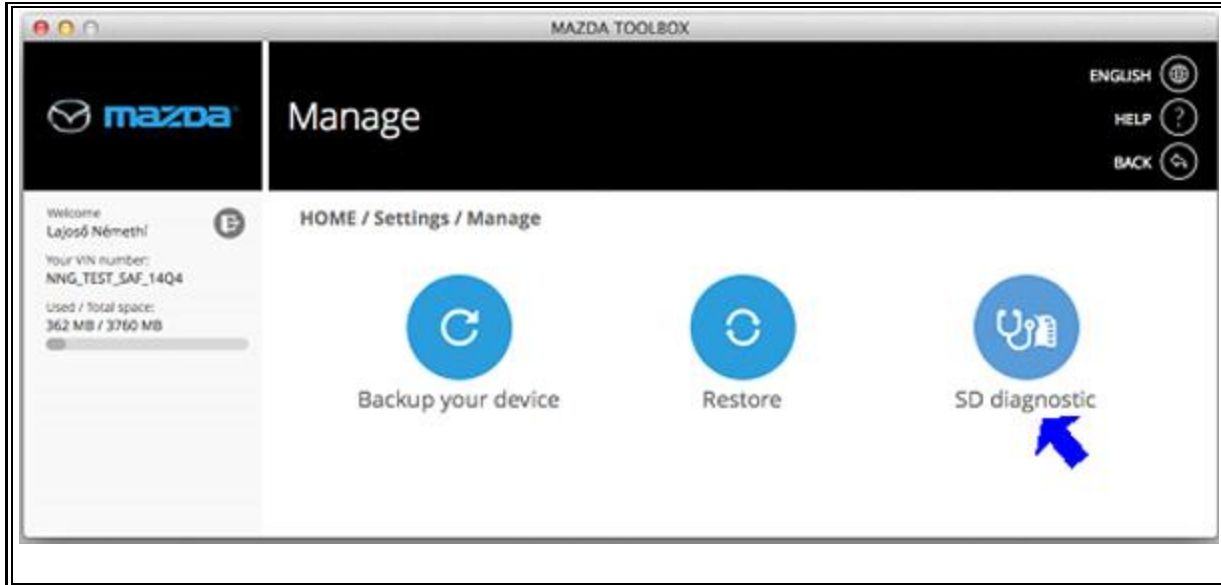 MAZDA TOOLBOX
mazda
Manage
ENGLISH
HELP
BACK
Welcome
Lajoső Némethí
Your VIN number:
NNG_TEST_SAF_14Q4
Used / Total space:
362 MB / 3760 MB
HOME / Settings / Manage
Backup your device
Restore
SD diagnostic